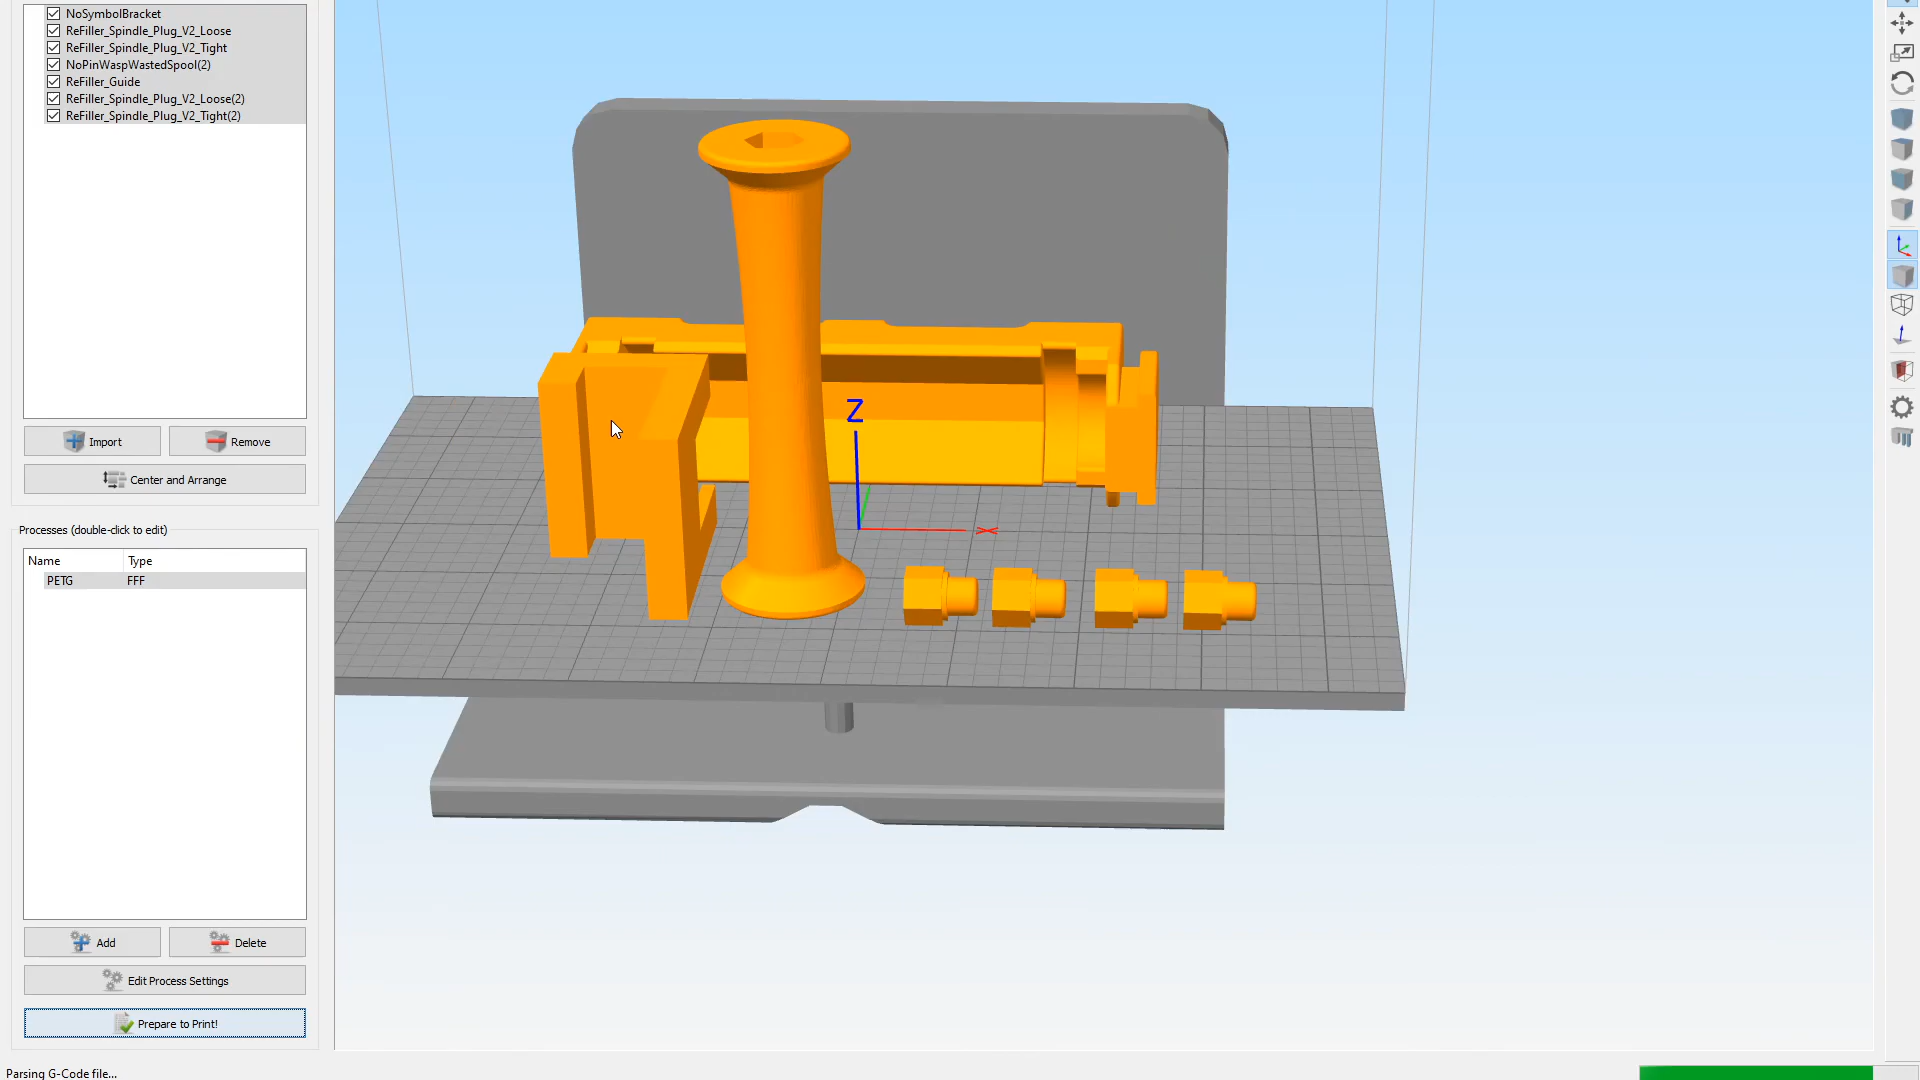 NoSymbolBracket
ReFiller_Spindle_Plug_V2_Loose
ReFiller_Spindle_Plug_V2_Tight
NoPinWaspWastedSpool(2)
ReFiller_Guide
ReFiller_Spindle_Plug_V2_Loose(2)
ReFiller_Spindle_Plug_V2_Tight(2)
Import Remove
Center and Arrange
Processes (double-click to edit)
Name Type
PETG FFF
Add Delete
Edit Process Settings
Prepare to Print!
Parsing G-Code file...
Z
X